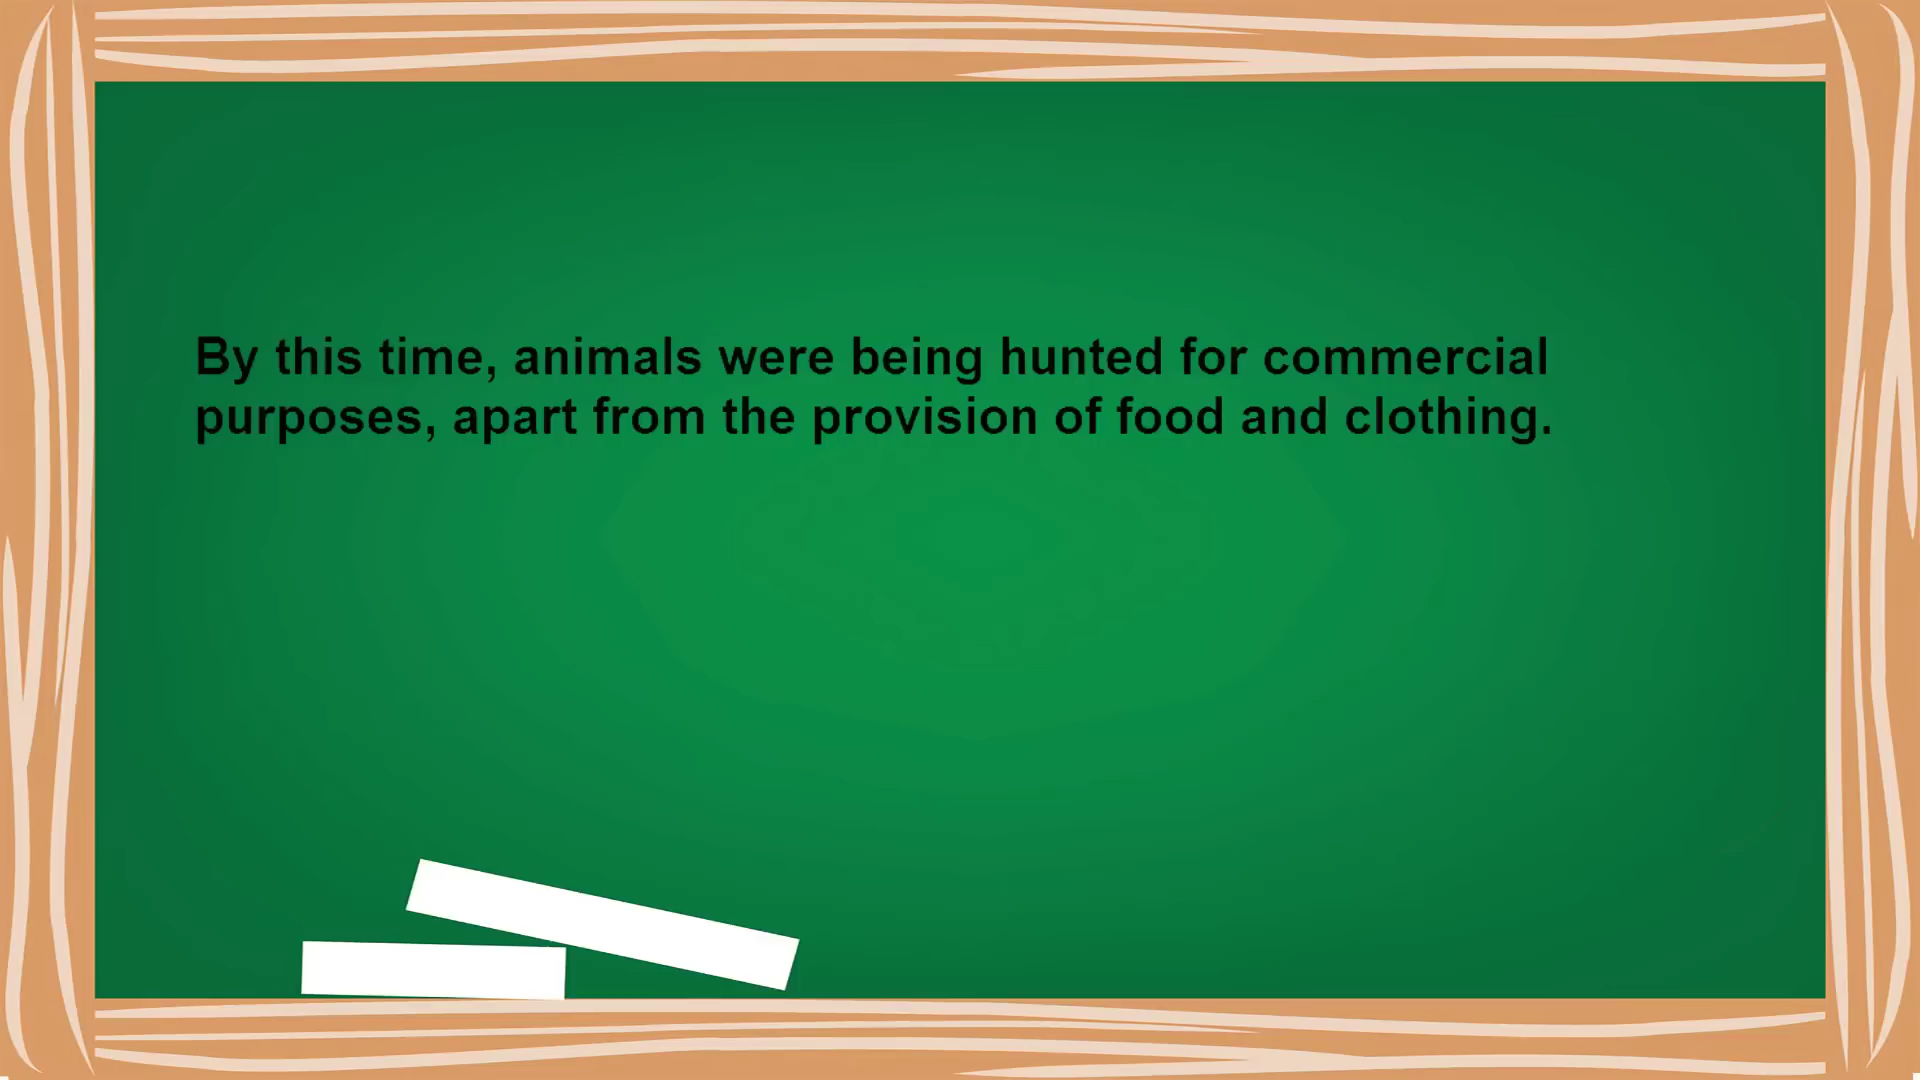 By this time, animals were being hunted for commercial
purposes, apart from the provision of food and clothing.